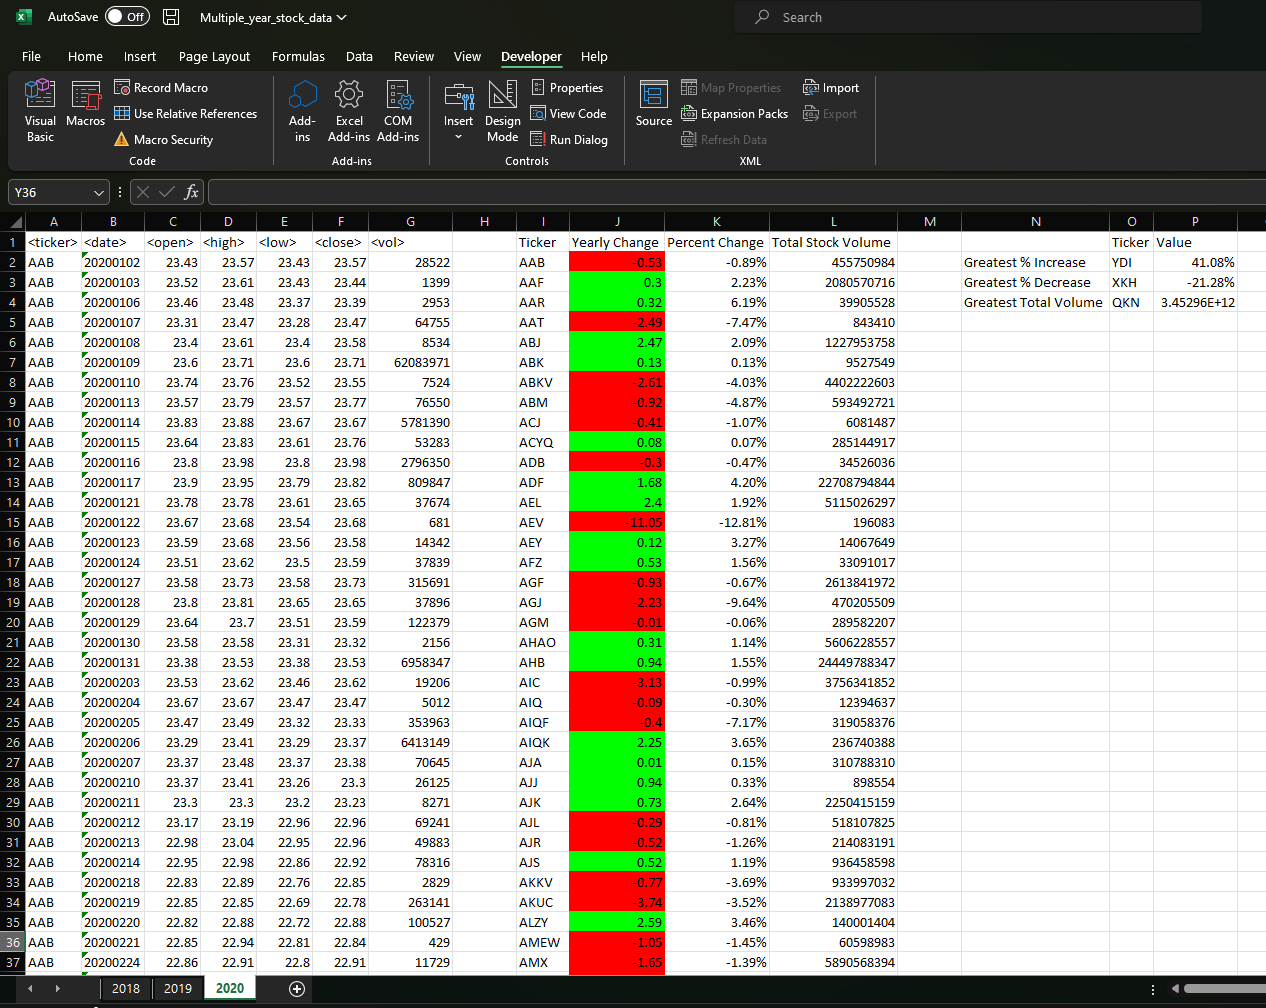 AutoSave Off Multiple_year_stock_data Search
File Home Insert Page Layout Formulas Data Review View Developer Help
Visual Basic Macros Record Macro Use Relative References Macro Security Code
Add-ins Excel Add-ins COM Add-ins Add-ins
Insert Design Mode Properties View Code Run Dialog Controls
Source Map Properties Expansion Packs Refresh Data Import Export XML
Y36 fx
A B C D E F G H I J K L M N O P
1 <ticker> <date> <open> <high> <low> <close> <vol> Ticker Yearly Change Percent Change Total Stock Volume Ticker Value
2 AAB 20200102 23.43 23.57 23.43 23.57 28522 AAB -0.53 -0.89% 455750984 Greatest % Increase YDI 41.08%
3 AAB 20200103 23.52 23.61 23.43 23.44 1399 AAF 0.3 2.23% 2080570716 Greatest % Decrease XKH -21.28%
4 AAB 20200106 23.46 23.48 23.37 23.39 2953 AAR 0.32 6.19% 39905528 Greatest Total Volume QKN 3.45296E+12
5 AAB 20200107 23.31 23.47 23.28 23.47 64755 AAT -2.49 -7.47% 843410
6 AAB 20200108 23.4 23.61 23.4 23.58 8534 ABJ 2.47 2.09% 1227953758
7 AAB 20200109 23.6 23.71 23.6 23.71 62083971 ABK 0.13 0.13% 9527549
8 AAB 20200110 23.74 23.76 23.52 23.55 7524 ABKV -2.61 -4.03% 4402222603
9 AAB 20200113 23.57 23.79 23.57 23.77 76550 ABM -0.92 -4.87% 593492721
10 AAB 20200114 23.83 23.88 23.67 23.67 5781390 ACJ -0.41 -1.07% 6081487
11 AAB 20200115 23.64 23.83 23.61 23.76 53283 ACYQ 0.08 0.07% 285144917
12 AAB 20200116 23.8 23.98 23.8 23.98 2796350 ADB -0.3 -0.47% 34526036
13 AAB 20200117 23.9 23.95 23.79 23.82 809847 ADF 1.68 4.20% 22708794844
14 AAB 20200121 23.78 23.78 23.61 23.65 37674 AEL 2.4 1.92% 5115026297
15 AAB 20200122 23.67 23.68 23.54 23.68 681 AEV -11.05 -12.81% 196083
16 AAB 20200123 23.59 23.68 23.56 23.58 14342 AEY 0.12 3.27% 14067649
17 AAB 20200124 23.51 23.62 23.5 23.59 37839 AFZ 0.53 1.56% 33091017
18 AAB 20200127 23.58 23.73 23.58 23.73 315691 AGF -0.93 -0.67% 2613841972
19 AAB 20200128 23.8 23.81 23.65 23.65 37896 AGJ -2.23 -9.64% 470205509
20 AAB 20200129 23.64 23.7 23.51 23.59 122379 AGM -0.01 -0.06% 289582207
21 AAB 20200130 23.58 23.58 23.31 23.32 2156 AHAO 0.31 1.14% 5606228557
22 AAB 20200131 23.38 23.53 23.38 23.53 6958347 AHB 0.94 1.55% 24449788347
23 AAB 20200203 23.53 23.62 23.46 23.62 19206 AIC -3.13 -0.99% 3756341852
24 AAB 20200204 23.67 23.67 23.47 23.47 5012 AIQ -0.09 -0.30% 12394637
25 AAB 20200205 23.47 23.49 23.32 23.33 353963 AIQF -0.4 -7.17% 319058376
26 AAB 20200206 23.29 23.41 23.29 23.37 6413149 AIQK 2.25 3.65% 236740388
27 AAB 20200207 23.37 23.48 23.37 23.38 70645 AJA 0.01 0.15% 310788310
28 AAB 20200210 23.37 23.41 23.26 23.3 26125 AJJ 0.94 0.33% 898554
29 AAB 20200211 23.3 23.3 23.2 23.23 8271 AJK 0.73 2.64% 2250415159
30 AAB 20200212 23.17 23.19 22.96 22.96 69241 AJL -0.29 -0.81% 518107825
31 AAB 20200213 22.98 23.04 22.95 22.96 49883 AJR -0.52 -1.26% 214083191
32 AAB 20200214 22.95 22.98 22.86 22.92 78316 AJS 0.52 1.19% 936458598
33 AAB 20200218 22.83 22.89 22.76 22.85 2829 AKKV -0.77 -3.69% 933997032
34 AAB 20200219 22.85 22.85 22.69 22.78 263141 AKUC -3.74 -3.52% 2138977083
35 AAB 20200220 22.82 22.88 22.72 22.88 100527 ALZY 2.59 3.46% 140001404
36 AAB 20200221 22.85 22.94 22.81 22.84 429 AMEW -1.05 -1.45% 60598983
37 AAB 20200224 22.86 22.91 22.8 22.91 11729 AMX -1.65 -1.39% 5890568394
2018 2019 2020